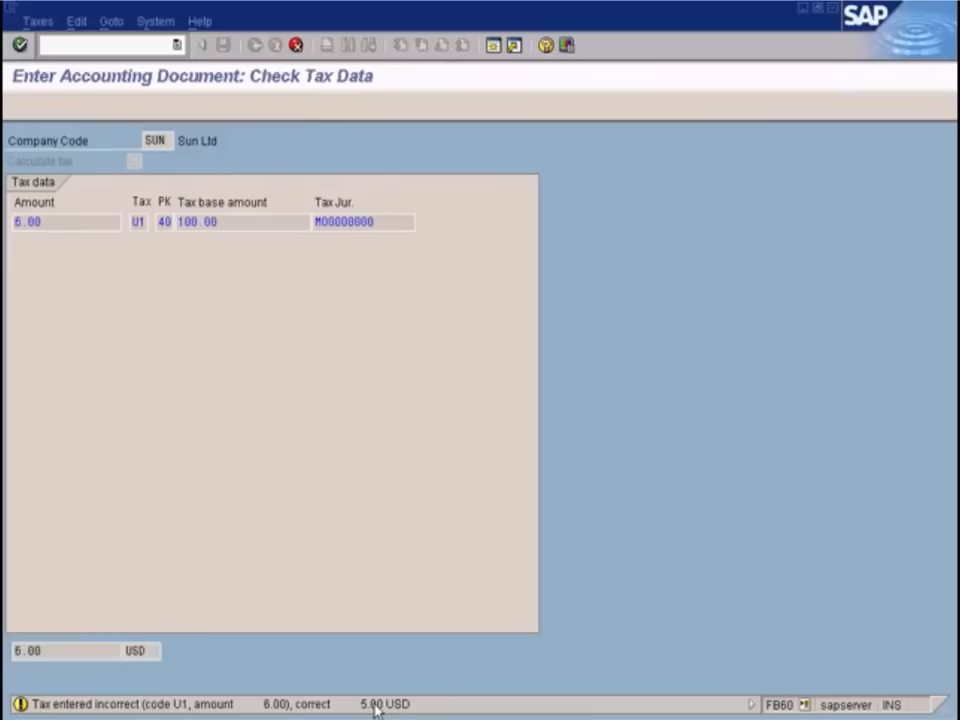 Taxes Edit Goto System Help
SAP
Enter Accounting Document: Check Tax Data
Company Code SUN Sun Ltd
Calculate tax
Tax data
Amount Tax PK Tax base amount Tax Jur.
6.00 U1 40 100.00 MO0000000
6.00 USD
Tax entered incorrect (code U1, amount 6.00), correct 5.00 USD
FB60 sapserver INS